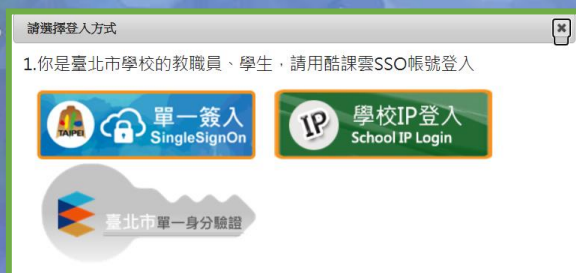 請選擇登入方式
1.你是臺北市學校的教職員、學生，請用酷課雲SSO帳號登入
TAIPEI
單一簽入
SingleSignOn
IP
學校IP登入
School IP Login
臺北市單一身分驗證